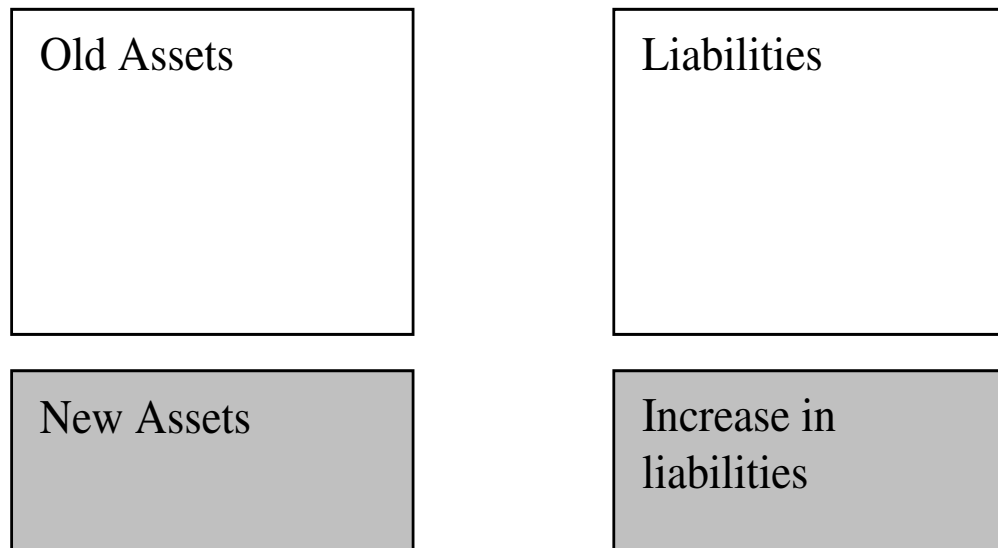 Old Assets
Liabilities
New Assets
Increase in
liabilities